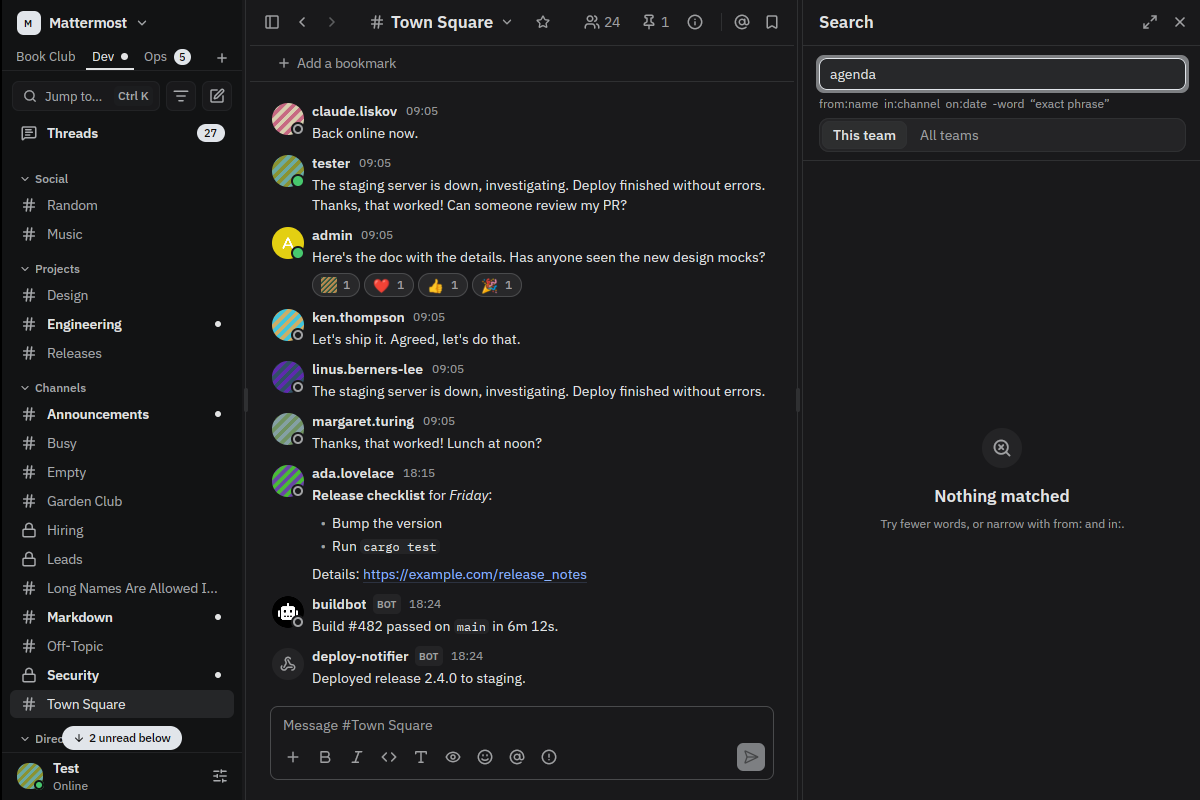 M Mattermost
Book Club Dev Ops 5
Jump to... Ctrl K
Threads 27
Social
Random
Music
Projects
Design
Engineering
Releases
Channels
Announcements
Busy
Empty
Garden Club
Hiring
Leads
Long Names Are Allowed I...
Markdown
Off-Topic
Security
Town Square
Direc
2 unread below
Test
Online
Town Square 24 1
Add a bookmark
claude.liskov 09:05
Back online now.
tester 09:05
The staging server is down, investigating. Deploy finished without errors.
Thanks, that worked! Can someone review my PR?
A admin 09:05
Here's the doc with the details. Has anyone seen the new design mocks?
1 ❤️ 1 👍 1 🎉 1
ken.thompson 09:05
Let's ship it. Agreed, let's do that.
linus.berners-lee 09:05
The staging server is down, investigating. Deploy finished without errors.
margaret.turing 09:05
Thanks, that worked! Lunch at noon?
ada.lovelace 18:15
Release checklist for Friday:
• Bump the version
• Run cargo test
Details: https://example.com/release_notes
buildbot BOT 18:24
Build #482 passed on main in 6m 12s.
deploy-notifier BOT 18:24
Deployed release 2.4.0 to staging.
Message #Town Square
Search
agenda
from:name in:channel on:date -word “exact phrase”
This team All teams
Nothing matched
Try fewer words, or narrow with from: and in:.